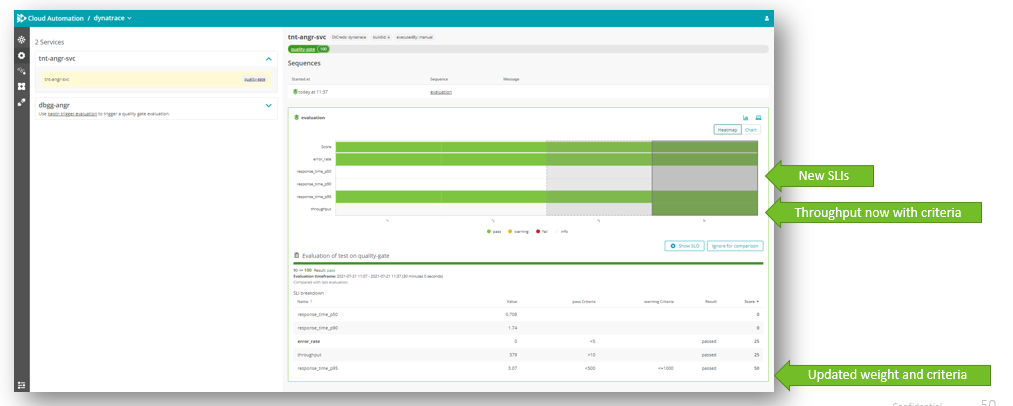 Cloud Automation / dynatrace
2 Services
tnt-angr-svc
tnt-angr-svc quality-gate
dbgg-angr
Use keptn trigger evaluation to trigger a quality gate evaluation.
tnt-angr-svc DtCreds: dynatrace buildId: 4 executedBy: manual
quality-gate 100
Sequences
Started at Sequence Message
today at 11:37 evaluation
evaluation
Heatmap Chart
Score
error_rate
response_time_p50
response_time_p90
response_time_p95
throughput
pass warning fail info
Show SLO Ignore for comparison
Evaluation of test on quality-gate
90 <= 100 Result: pass
Evaluation timeframe: 2021-07-21 11:07 - 2021-07-21 11:37 (30 minutes 0 seconds)
Compared with last evaluation
SLI breakdown
Name Value pass Criteria warning Criteria Result Score
response_time_p50 0.705 0
response_time_p90 1.74 0
error_rate 0 <5 passed 25
throughput 379 >10 passed 25
response_time_p95 3.07 <500 <=1000 passed 50
New SLIs
Throughput now with criteria
Updated weight and criteria
Confidential 50